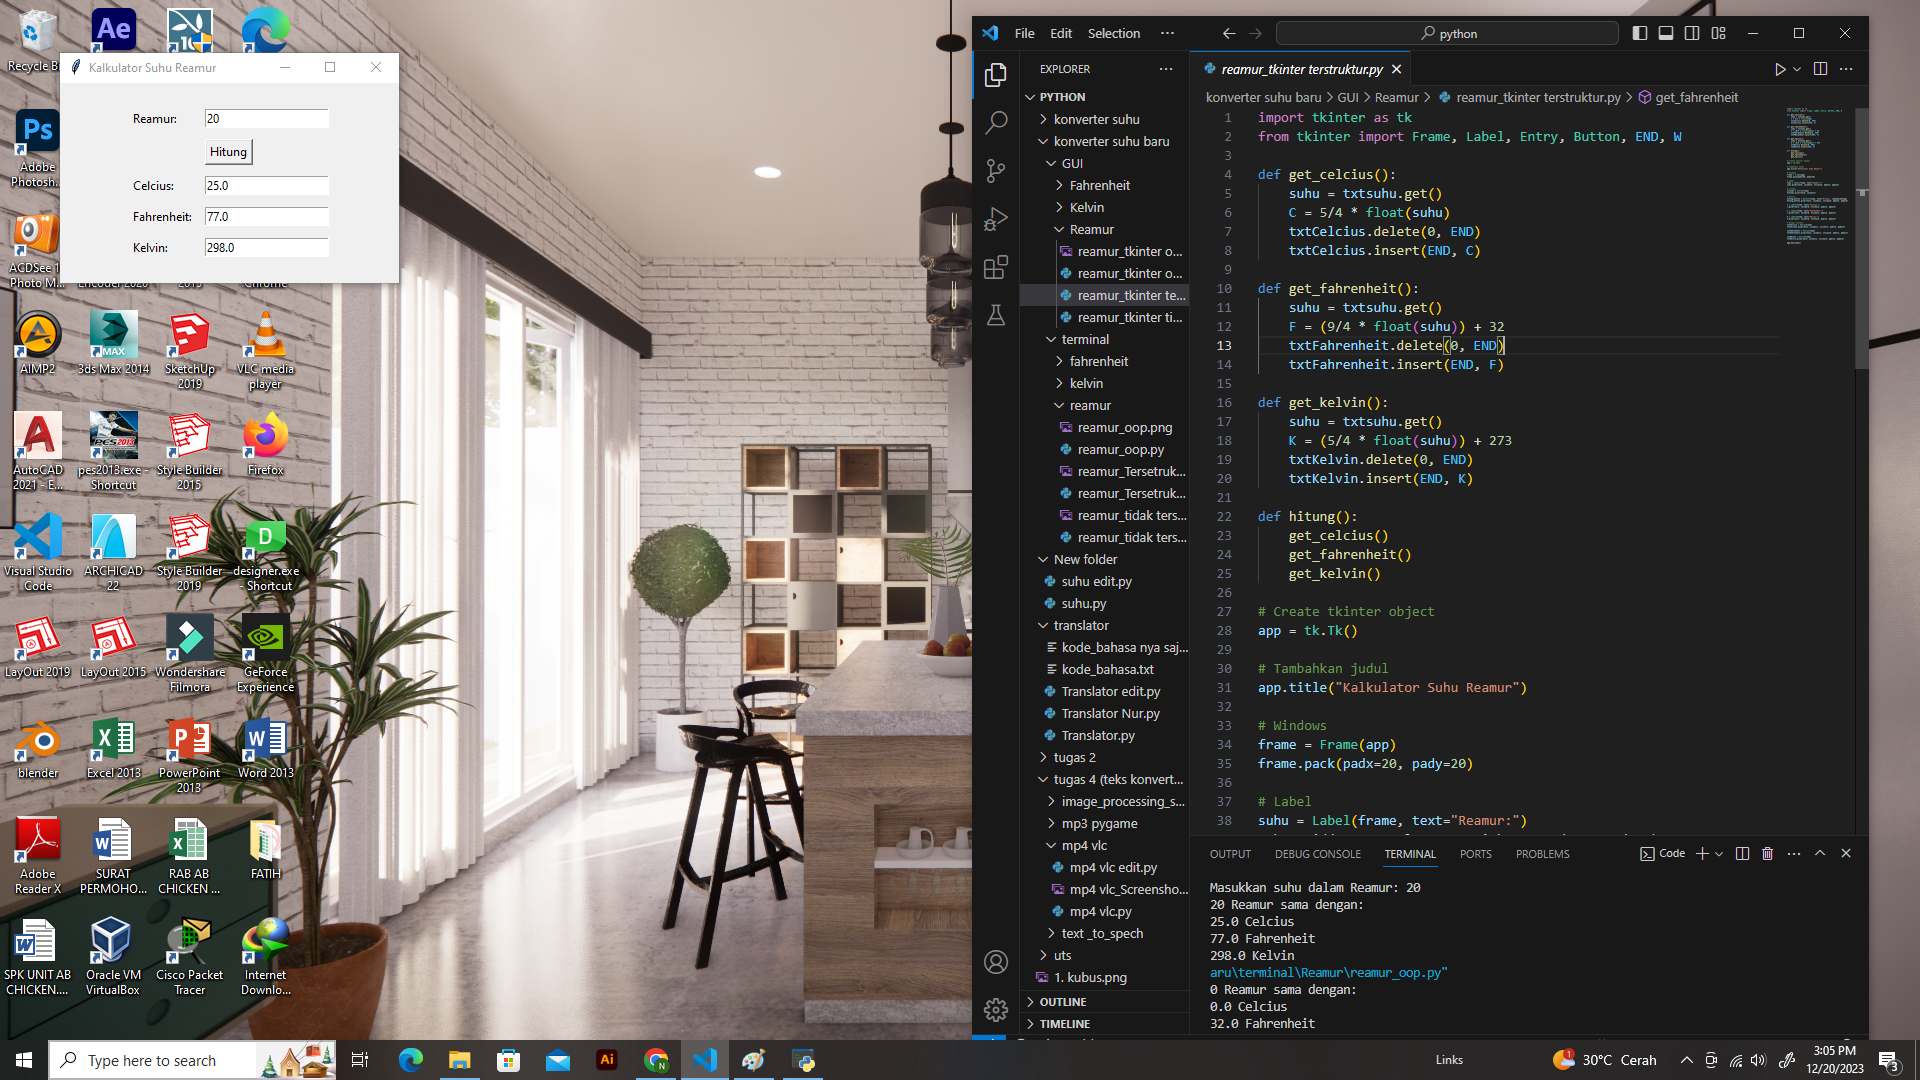 Recycle Bi
Kalkulator Suhu Reamur
Reamur:
20
Hitung
Celcius:
25.0
Fahrenheit:
77.0
Kelvin:
298.0
Adobe
Photosh...
ACDSee 1
Photo M...
AIMP2
3ds Max 2014
SketchUp
2019
VLC media
player
AutoCAD
2021 - E...
pes2013.exe -
Shortcut
Style Builder
2015
Firefox
Visual Studio
Code
ARCHICAD
22
Style Builder
2019
designer.exe
- Shortcut
LayOut 2019
LayOut 2015
Wondershare
Filmora
GeForce
Experience
blender
Excel 2013
PowerPoint
2013
Word 2013
Adobe
Reader X
SURAT
PERMOHO...
RAB AB
CHICKEN ...
FATIH
SPK UNIT AB
CHICKEN....
Oracle VM
VirtualBox
Cisco Packet
Tracer
Internet
Downlo...
File Edit Selection ···
python
EXPLORER
PYTHON
konverter suhu
konverter suhu baru
GUI
Fahrenheit
Kelvin
Reamur
reamur_tkinter o...
reamur_tkinter o...
reamur_tkinter te...
reamur_tkinter ti...
terminal
fahrenheit
kelvin
reamur
reamur_oop.png
reamur_oop.py
reamur_Tersetruk...
reamur_Tersetruk...
reamur_tidak ters...
reamur_tidak ters...
New folder
suhu edit.py
suhu.py
translator
kode_bahasa nya saj...
kode_bahasa.txt
Translator edit.py
Translator Nur.py
Translator.py
tugas 2
tugas 4 (teks konvert...
image_processing_s...
mp3 pygame
mp4 vlc
mp4 vlc edit.py
mp4 vlc_Screensho...
mp4 vlc.py
text _to_spech
uts
1. kubus.png
OUTLINE
TIMELINE
reamur_tkinter terstruktur.py
konverter suhu baru > GUI > Reamur > reamur_tkinter terstruktur.py > get_fahrenheit
1 import tkinter as tk
2 from tkinter import Frame, Label, Entry, Button, END, W
3
4 def get_celcius():
5 suhu = txtsuhu.get()
6 C = 5/4 * float(suhu)
7 txtCelcius.delete(0, END)
8 txtCelcius.insert(END, C)
9
10 def get_fahrenheit():
11 suhu = txtsuhu.get()
12 F = (9/4 * float(suhu)) + 32
13 txtFahrenheit.delete(0, END)
14 txtFahrenheit.insert(END, F)
15
16 def get_kelvin():
17 suhu = txtsuhu.get()
18 K = (5/4 * float(suhu)) + 273
19 txtKelvin.delete(0, END)
20 txtKelvin.insert(END, K)
21
22 def hitung():
23 get_celcius()
24 get_fahrenheit()
25 get_kelvin()
26
27 # Create tkinter object
28 app = tk.Tk()
29
30 # Tambahkan judul
31 app.title("Kalkulator Suhu Reamur")
32
33 # Windows
34 frame = Frame(app)
35 frame.pack(padx=20, pady=20)
36
37 # Label
38 suhu = Label(frame, text="Reamur:")
OUTPUT DEBUG CONSOLE TERMINAL PORTS PROBLEMS
Code
Masukkan suhu dalam Reamur: 20
20 Reamur sama dengan:
25.0 Celcius
77.0 Fahrenheit
298.0 Kelvin
aru\terminal\Reamur\reamur_oop.py"
0 Reamur sama dengan:
0.0 Celcius
32.0 Fahrenheit
Type here to search
Links
30°C Cerah
3:05 PM
12/20/2023